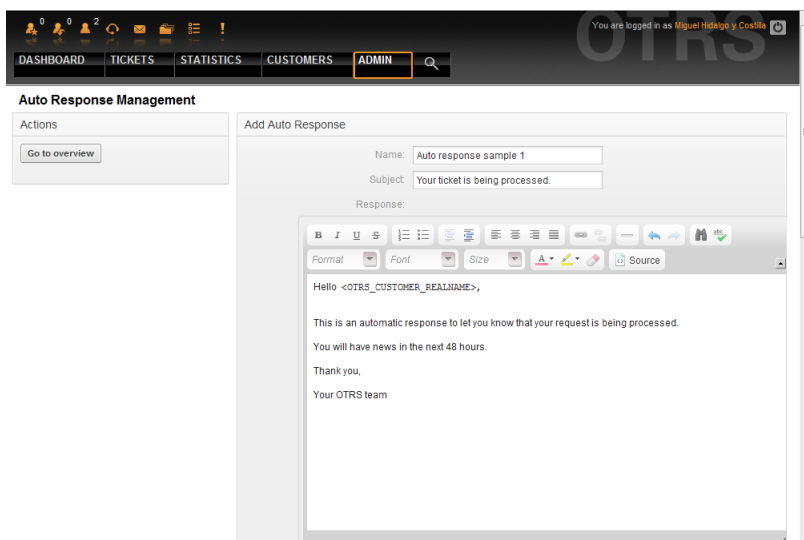 0 0 2
You are logged in as Miguel Hidalgo y Costilla
OTRS
DASHBOARD TICKETS STATISTICS CUSTOMERS ADMIN
Auto Response Management
Actions
Go to overview
Add Auto Response
Name: Auto response sample 1
Subject: Your ticket is being processed.
Response:
B I U S
abc
Format Font Size A Source
Hello <OTRS_CUSTOMER_REALNAME>,
This is an automatic response to let you know that your request is being processed.
You will have news in the next 48 hours.
Thank you,
Your OTRS team